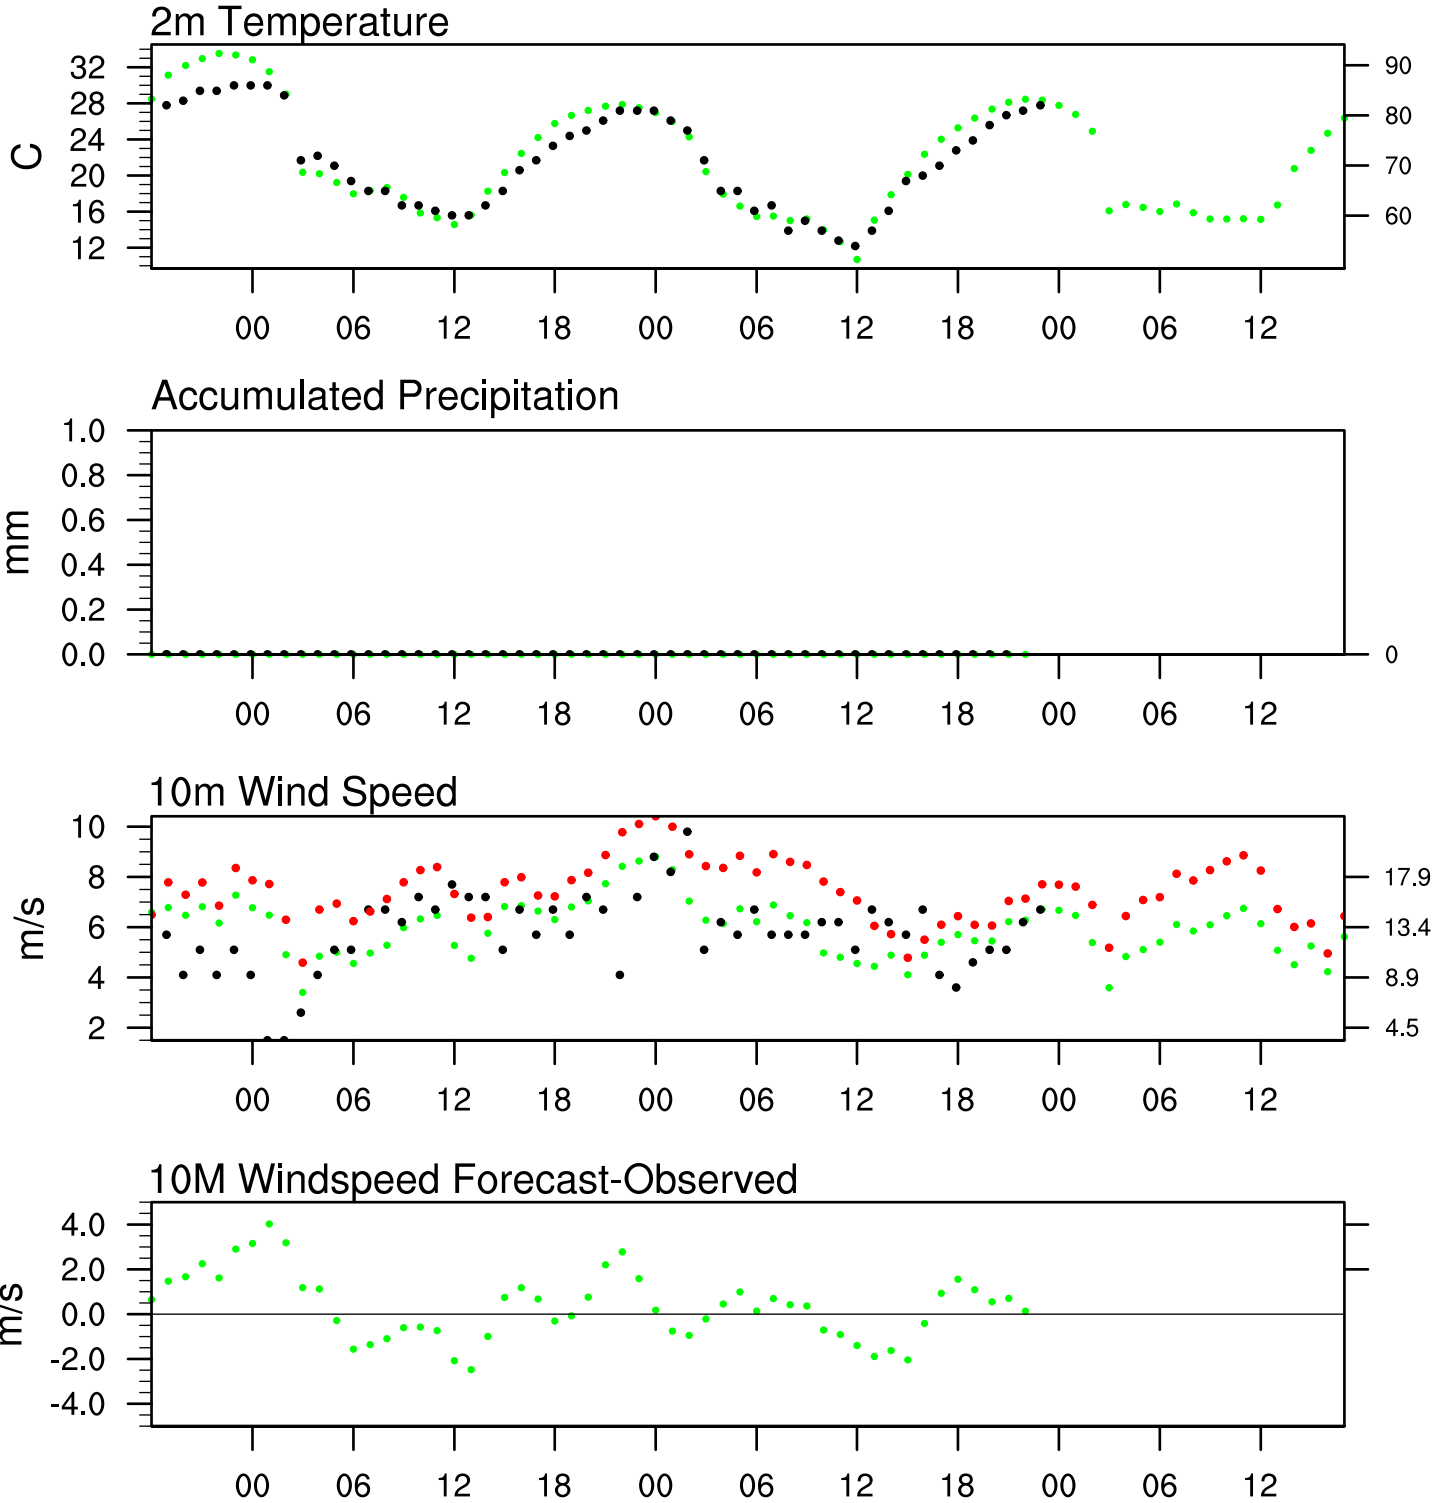 2m Temperature
32
28
24
20
16
12
C
90
80
70
60
00 06 12 18 00 06 12 18 00 06 12
Accumulated Precipitation
1.0
0.8
0.6
0.4
0.2
0.0
mm
0
00 06 12 18 00 06 12 18 00 06 12
10m Wind Speed
10
8
6
4
2
m/s
17.9
13.4
8.9
4.5
00 06 12 18 00 06 12 18 00 06 12
10M Windspeed Forecast-Observed
4.0
2.0
0.0
-2.0
-4.0
m/s
00 06 12 18 00 06 12 18 00 06 12